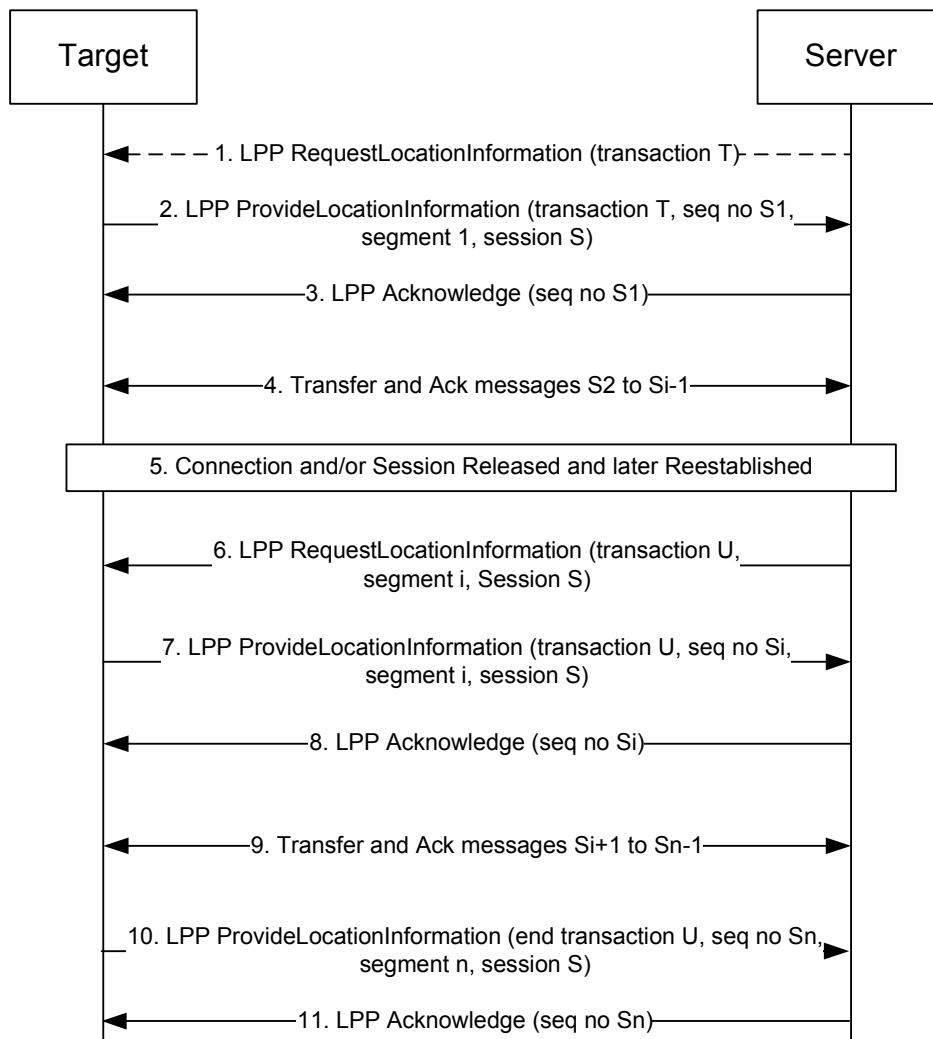 Target
Server
1. LPP RequestLocationInformation (transaction T)
2. LPP ProvideLocationInformation (transaction T, seq no S1,
segment 1, session S)
3. LPP Acknowledge (seq no S1)
4. Transfer and Ack messages S2 to Si-1
5. Connection and/or Session Released and later Reestablished
6. LPP RequestLocationInformation (transaction U,
segment i, Session S)
7. LPP ProvideLocationInformation (transaction U, seq no Si,
segment i, session S)
8. LPP Acknowledge (seq no Si)
9. Transfer and Ack messages Si+1 to Sn-1
10. LPP ProvideLocationInformation (end transaction U, seq no Sn,
segment n, session S)
11. LPP Acknowledge (seq no Sn)